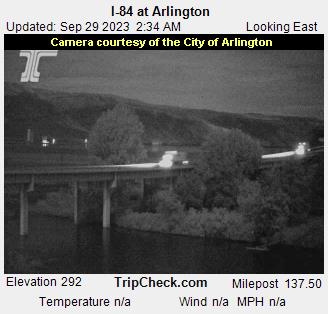 I-84 at Arlington
Updated: Sep 29 2023 2:34 AM Looking East
Camera courtesy of the City of Arlington
Elevation 292 TripCheck.com Milepost 137.50
Temperature n/a Wind n/a MPH n/a